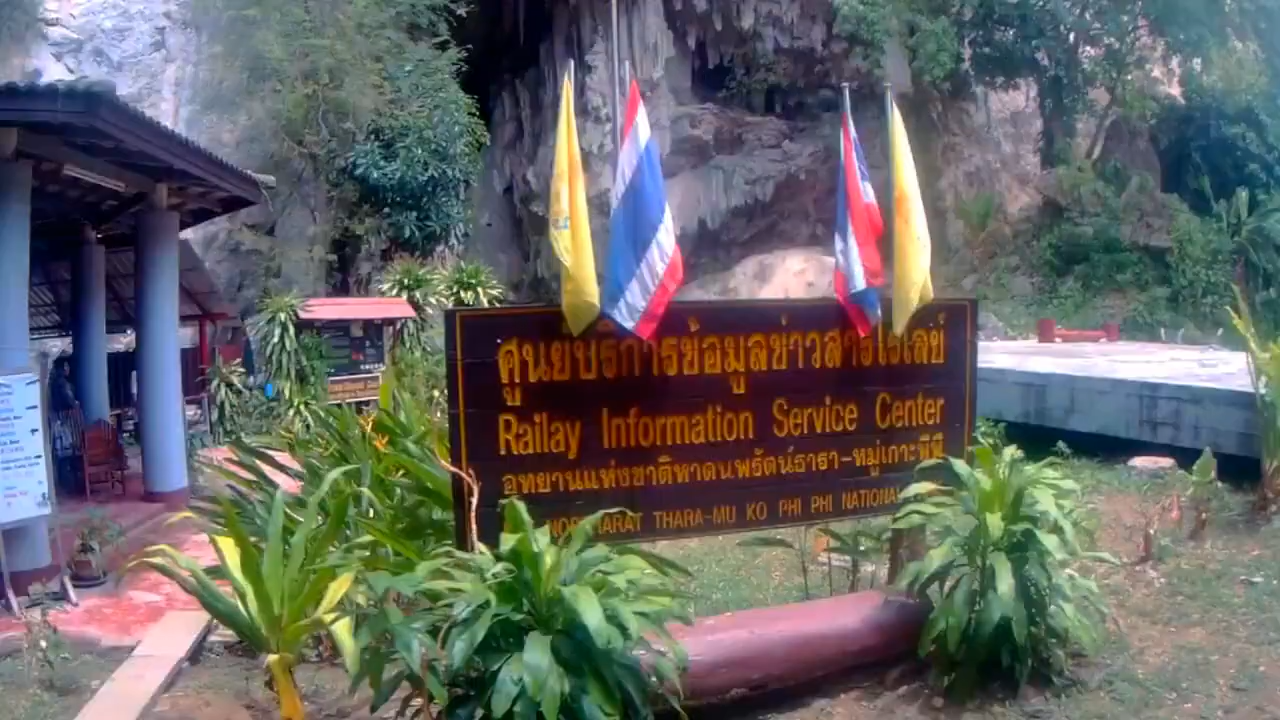 ศูนย์บริการข้อมูลข่าวสารไร่เลย์
Railay Information Service Center
อุทยานแห่งชาติหาดนพรัตน์ธารา-หมู่เกาะพีพี
NOPPHARAT THARA-MU KO PHI PHI NATIONAL